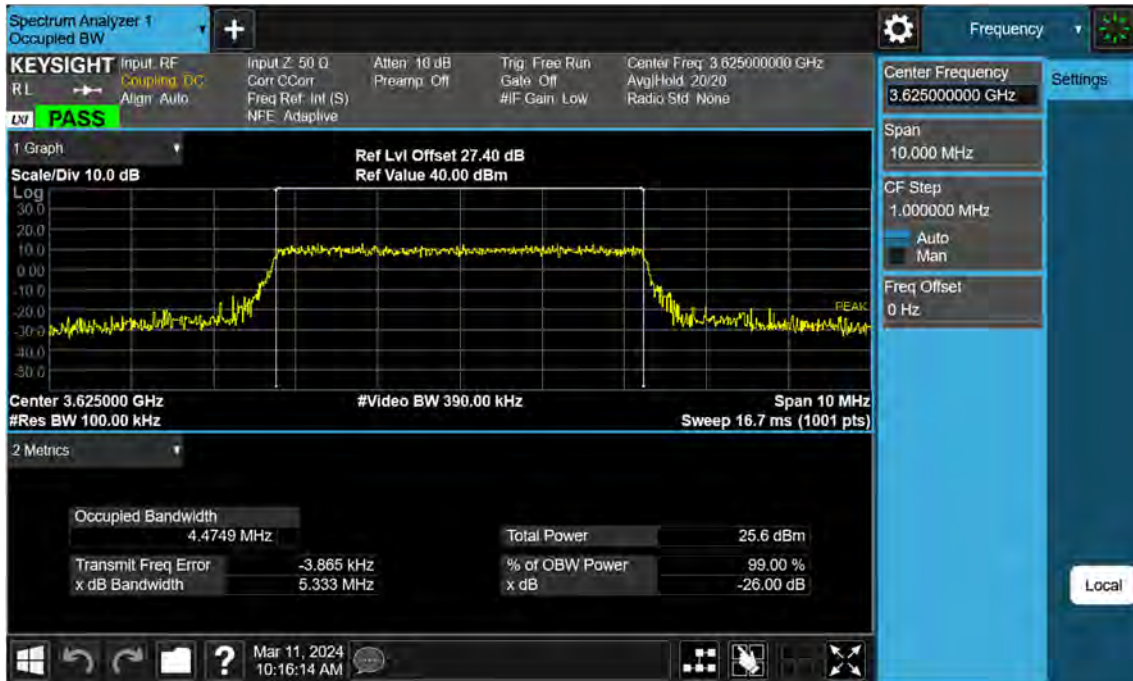 Spectrum Analyzer 1
Occupied BW
+
Frequency
KEYSIGHT
RL
LXI
PASS
Input: RF
Coupling: DC
Align: Auto
Input Z: 50 Ω
Corr CCorr
Freq Ref: Int (S)
NFE: Adaptive
Atten: 10 dB
Preamp: Off
Trig: Free Run
Gate: Off
#IF Gain: Low
Center Freq: 3.625000000 GHz
Avg|Hold: 20/20
Radio Std: None
Center Frequency
3.625000000 GHz
Settings
Span
10.000 MHz
CF Step
1.000000 MHz
Auto
Man
Freq Offset
0 Hz
Local
1 Graph
Scale/Div 10.0 dB
Ref Lvl Offset 27.40 dB
Ref Value 40.00 dBm
Log
30.0
20.0
10.0
0.00
-10.0
-20.0
-30.0
-40.0
-50.0
PEAK
Center 3.625000 GHz
#Video BW 390.00 kHz
Span 10 MHz
#Res BW 100.00 kHz
Sweep 16.7 ms (1001 pts)
2 Metrics
Occupied Bandwidth
4.4749 MHz
Total Power 25.6 dBm
Transmit Freq Error -3.865 kHz
% of OBW Power 99.00 %
x dB Bandwidth 5.333 MHz
x dB -26.00 dB
?
Mar 11, 2024
10:16:14 AM